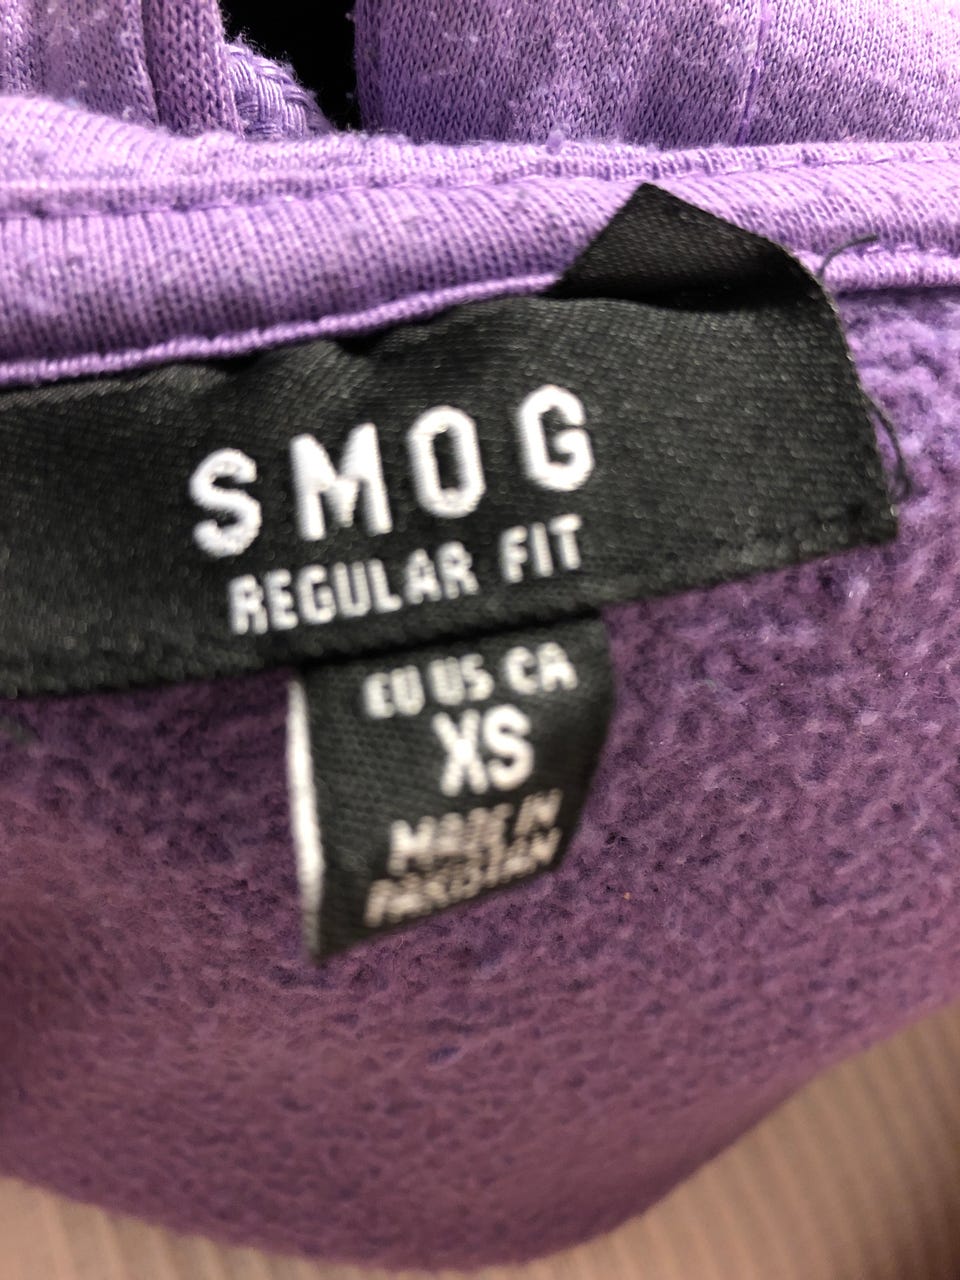 SMOG
REGULAR FIT
EU US CA
XS
MADE IN
PAKISTAN